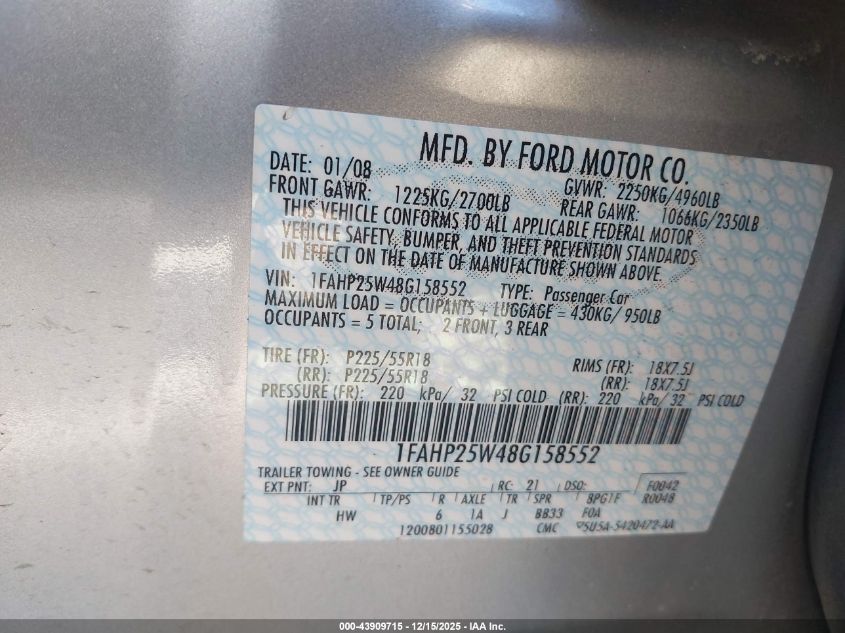 MFD. BY FORD MOTOR CO.
DATE: 01/08 GVWR: 2250KG/4960LB
FRONT GAWR: 1225KG/2700LB REAR GAWR: 1066KG/2350LB
THIS VEHICLE CONFORMS TO ALL APPLICABLE FEDERAL MOTOR
VEHICLE SAFETY, BUMPER, AND THEFT PREVENTION STANDARDS
IN EFFECT ON THE DATE OF MANUFACTURE SHOWN ABOVE.
VIN: 1FAHP25W48G158552 TYPE: Passenger Car
MAXIMUM LOAD = OCCUPANTS + LUGGAGE = 430KG/950LB
OCCUPANTS = 5 TOTAL; 2 FRONT, 3 REAR
TIRE (FR): P225/55R18 RIMS (FR): 18X7.5J
(RR): P225/55R18 (RR): 18X7.5J
PRESSURE (FR): 220 kPa/ 32 PSI COLD (RR): 220 kPa/ 32 PSI COLD
1FAHP25W48G158552
TRAILER TOWING - SEE OWNER GUIDE
EXT PNT: JP RC: 21 DSO: F0042
INT TR TP/PS R AXLE TR SPR BPG1F R0048
HW 6 1A J BB33 FOA
1200801155028 CMC 5U5A-5420472-AA
000-43909715 - 12/15/2025 - IAA Inc.